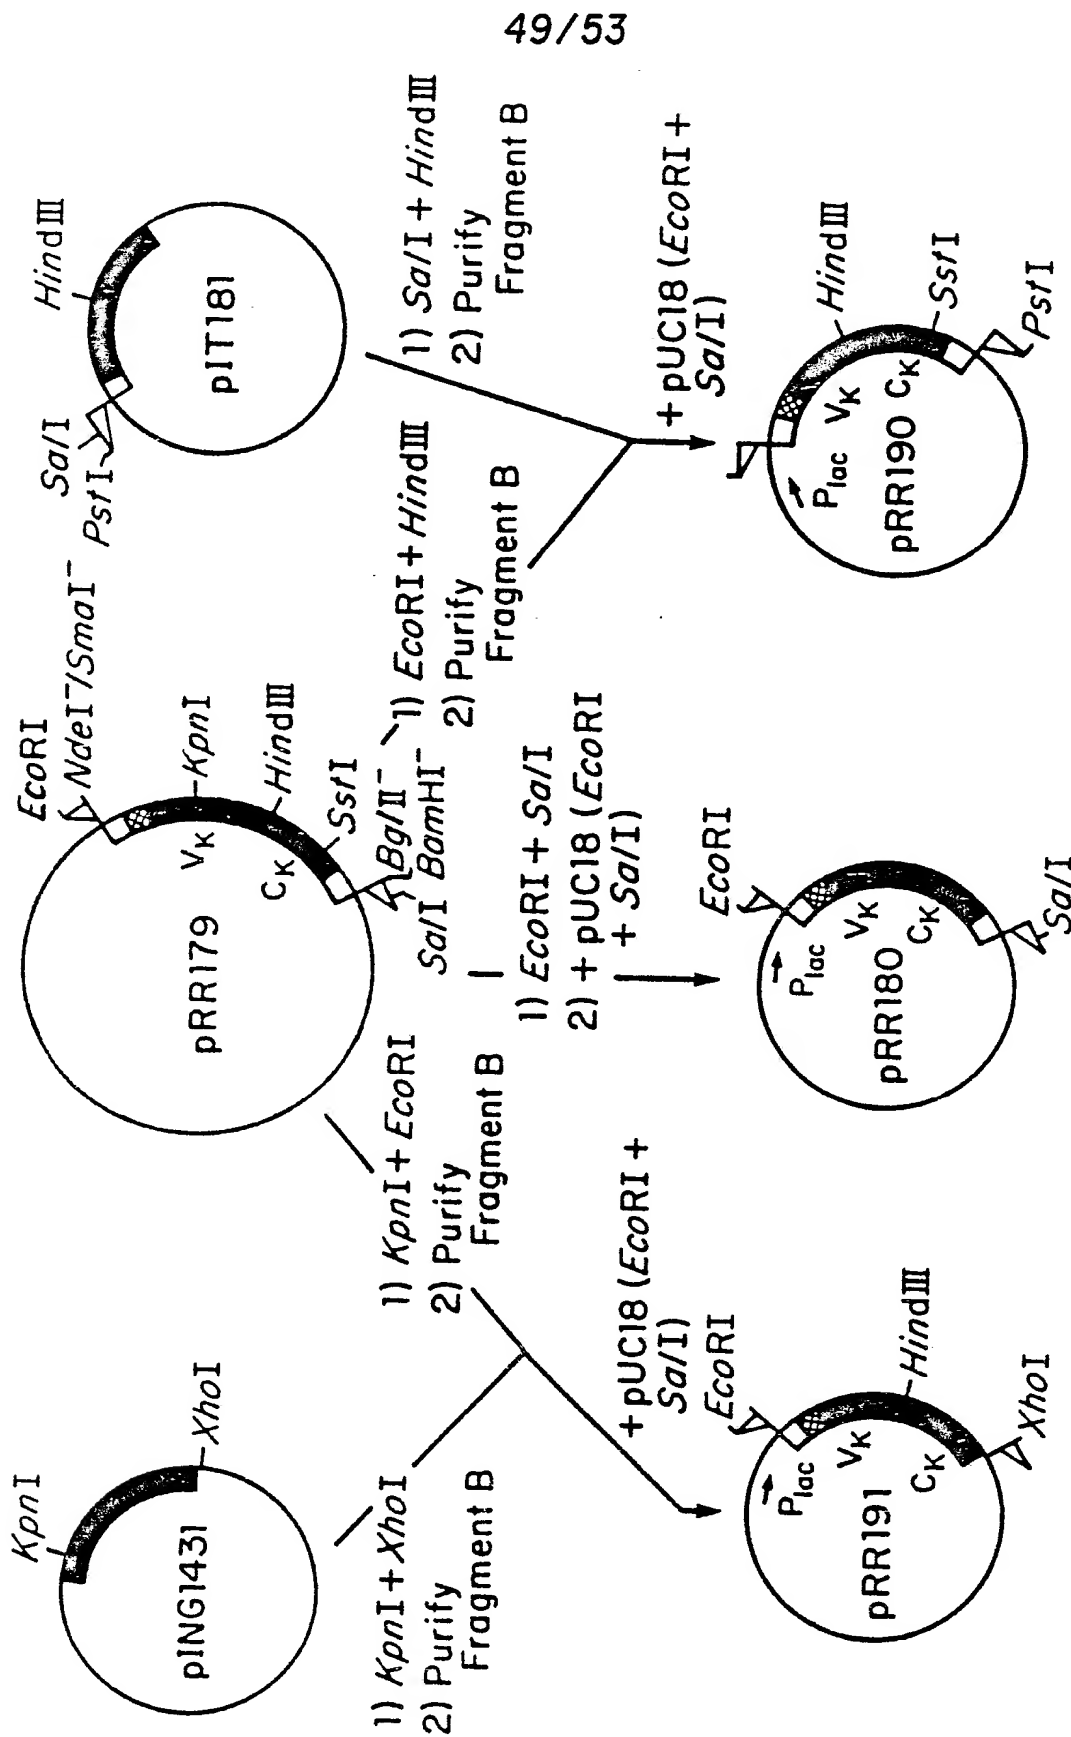 49/53
KpnI
XhoI
pING1431
1) KpnI + XhoI
2) Purify
Fragment B
EcoRI
NdeI⁻/SmaI⁻
KpnI
HindIII
SstI
BglII⁻
SalI BamHI⁻
VK
CK
pRR179
1) KpnI + EcoRI
2) Purify
Fragment B
1) EcoRI + SalI
2) + pUC18 (EcoRI
+ SalI)
1) EcoRI + HindIII
2) Purify
Fragment B
SalI
PstI
HindIII
pIT181
1) SalI + HindIII
2) Purify
Fragment B
+ pUC18 (EcoRI +
SalI)
EcoRI
HindIII
XhoI
Plac
VK
CK
pRR191
EcoRI
SalI
Plac
VK
CK
pRR180
+ pUC18 (EcoRI +
SalI)
HindIII
SstI
PstI
Plac
VK
CK
pRR190